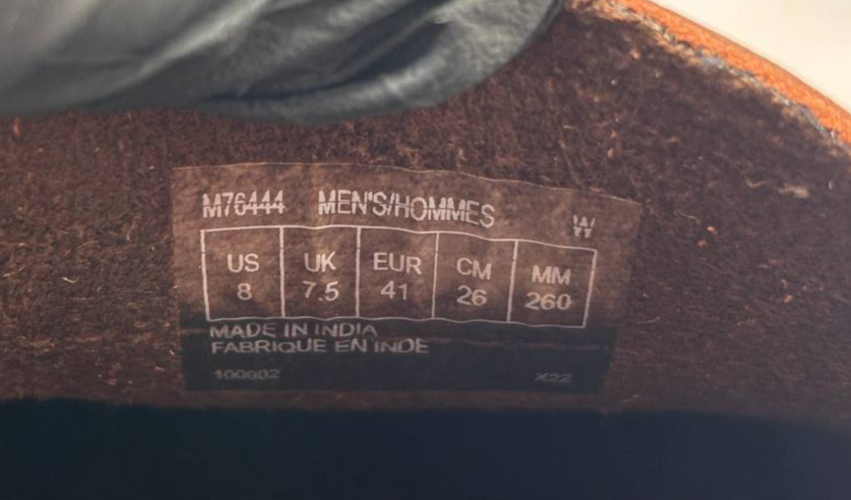 M76444 MEN'S/HOMMES W
US UK EUR CM MM
8 7.5 41 26 260
MADE IN INDIA
FABRIQUE EN INDE
100602 X22